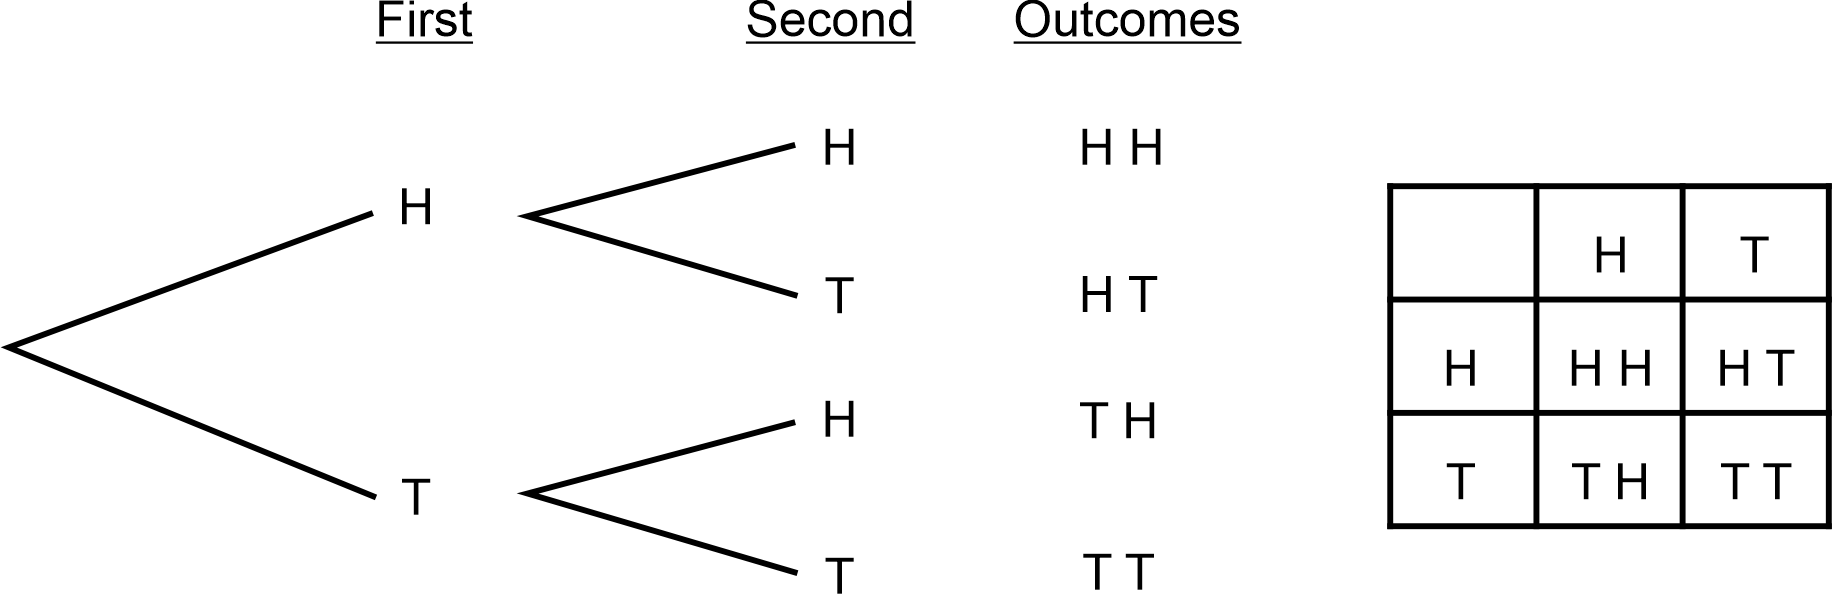 First Second Outcomes
H H H
H
T H T
H T H
T
T T T
H T
H H H H T
T T H T T